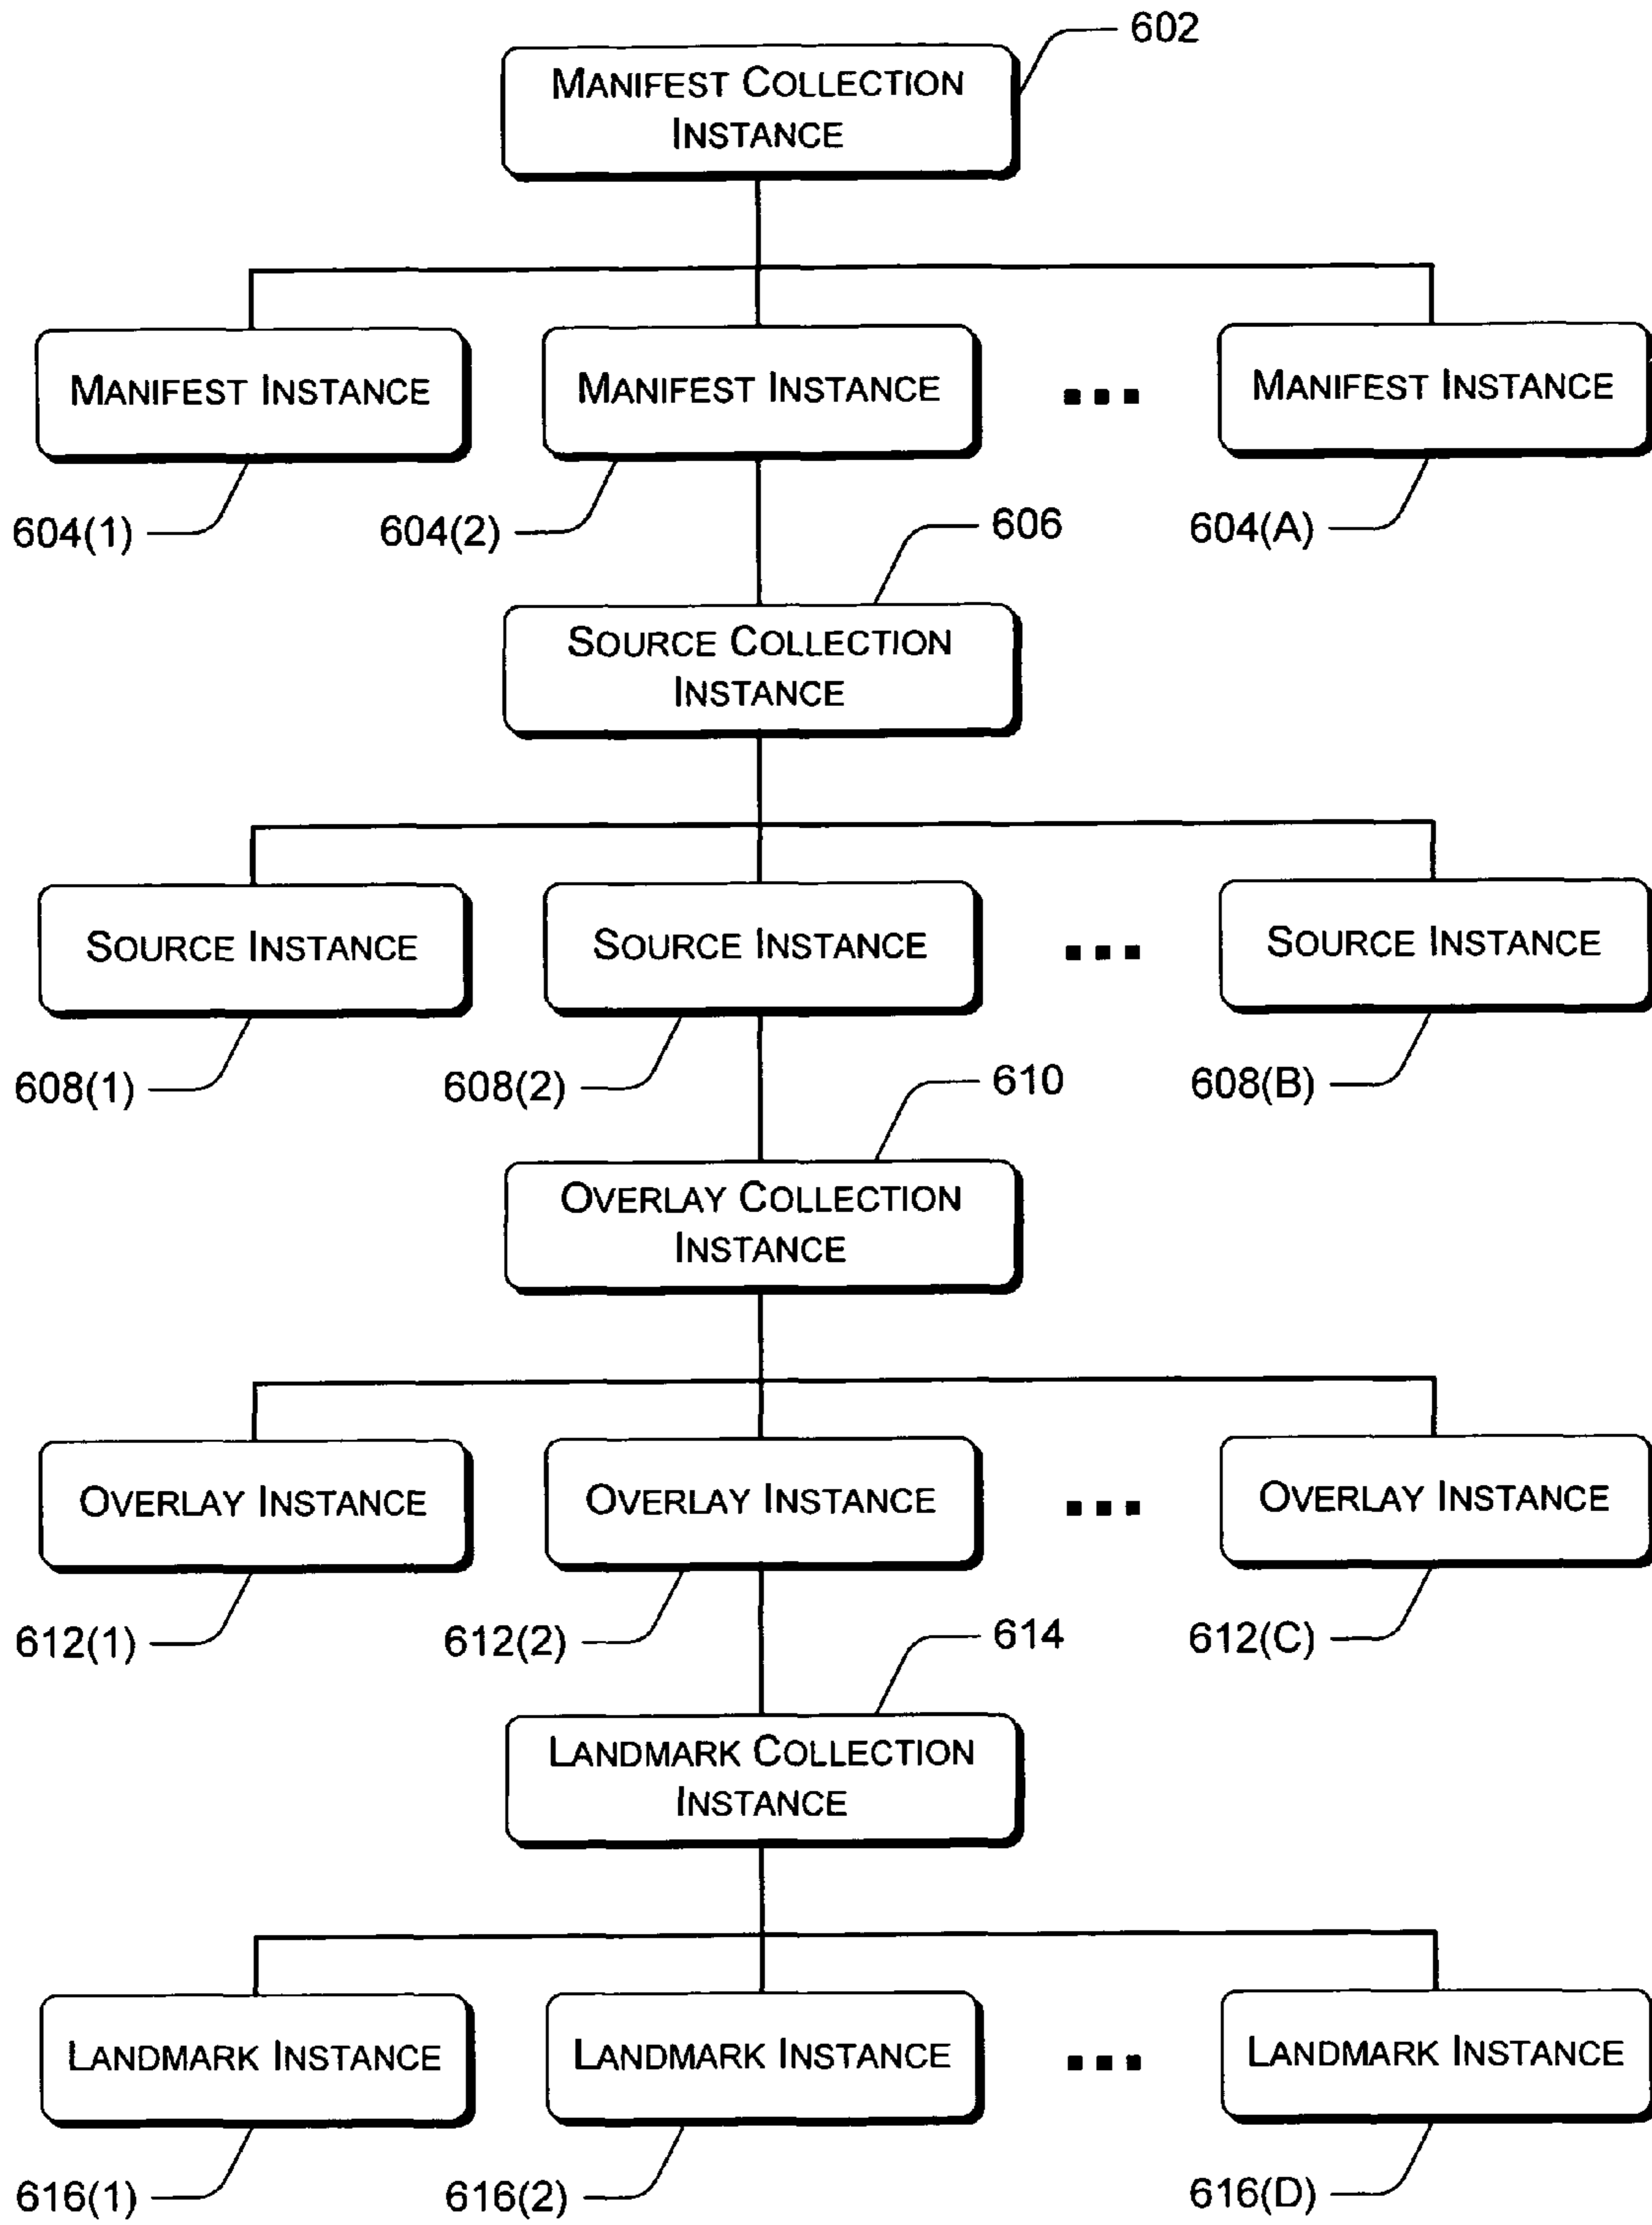 602
MANIFEST COLLECTION
INSTANCE
MANIFEST INSTANCE
MANIFEST INSTANCE
MANIFEST INSTANCE
604(1)
604(2)
604(A)
606
SOURCE COLLECTION
INSTANCE
SOURCE INSTANCE
SOURCE INSTANCE
SOURCE INSTANCE
608(1)
608(2)
608(B)
610
OVERLAY COLLECTION
INSTANCE
OVERLAY INSTANCE
OVERLAY INSTANCE
OVERLAY INSTANCE
612(1)
612(2)
612(C)
614
LANDMARK COLLECTION
INSTANCE
LANDMARK INSTANCE
LANDMARK INSTANCE
LANDMARK INSTANCE
616(1)
616(2)
616(D)